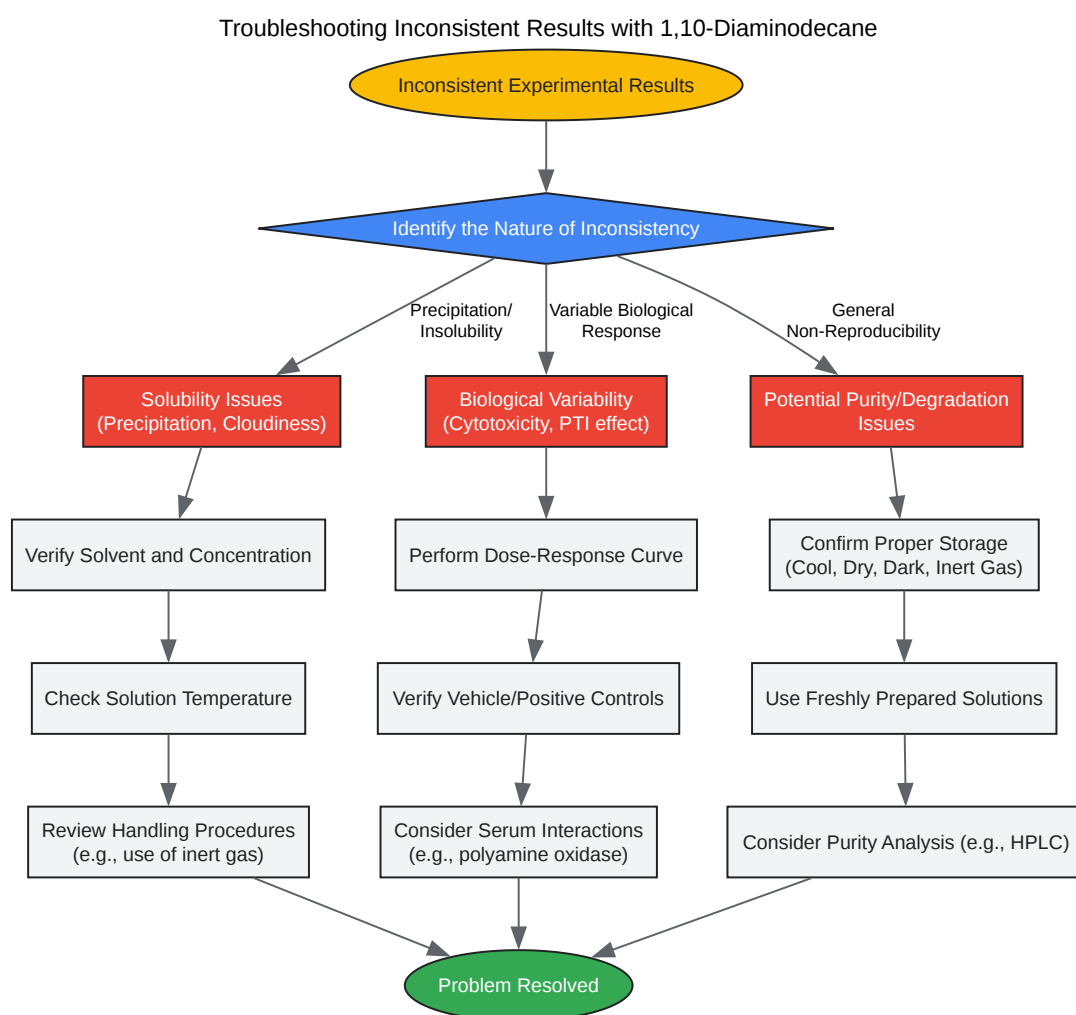 Troubleshooting Inconsistent Results with 1,10-Diaminodecane
Inconsistent Experimental Results
Identify the Nature of Inconsistency
Precipitation/
Insolubility
Variable Biological
Response
General
Non-Reproducibility
Solubility Issues
(Precipitation, Cloudiness)
Biological Variability
(Cytotoxicity, PTI effect)
Potential Purity/Degradation
Issues
Verify Solvent and Concentration
Perform Dose-Response Curve
Confirm Proper Storage
(Cool, Dry, Dark, Inert Gas)
Check Solution Temperature
Verify Vehicle/Positive Controls
Use Freshly Prepared Solutions
Review Handling Procedures
(e.g., use of inert gas)
Consider Serum Interactions
(e.g., polyamine oxidase)
Consider Purity Analysis (e.g., HPLC)
Problem Resolved